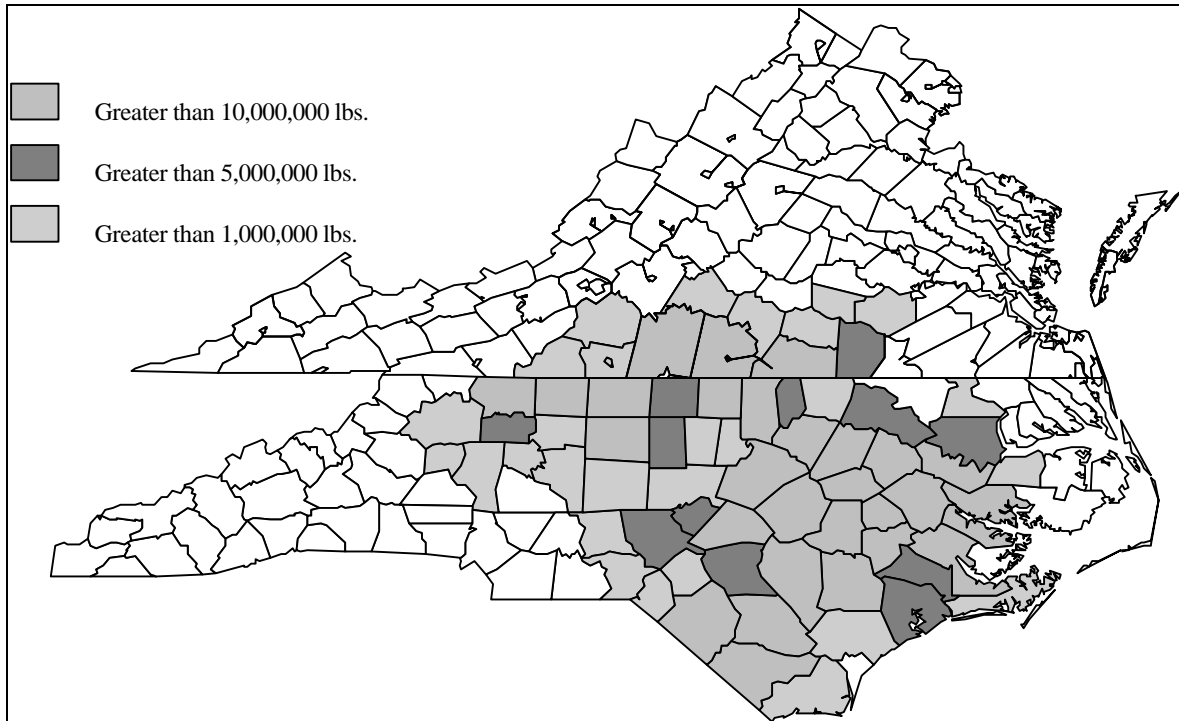 Greater than 10,000,000 lbs.
Greater than 5,000,000 lbs.
Greater than 1,000,000 lbs.